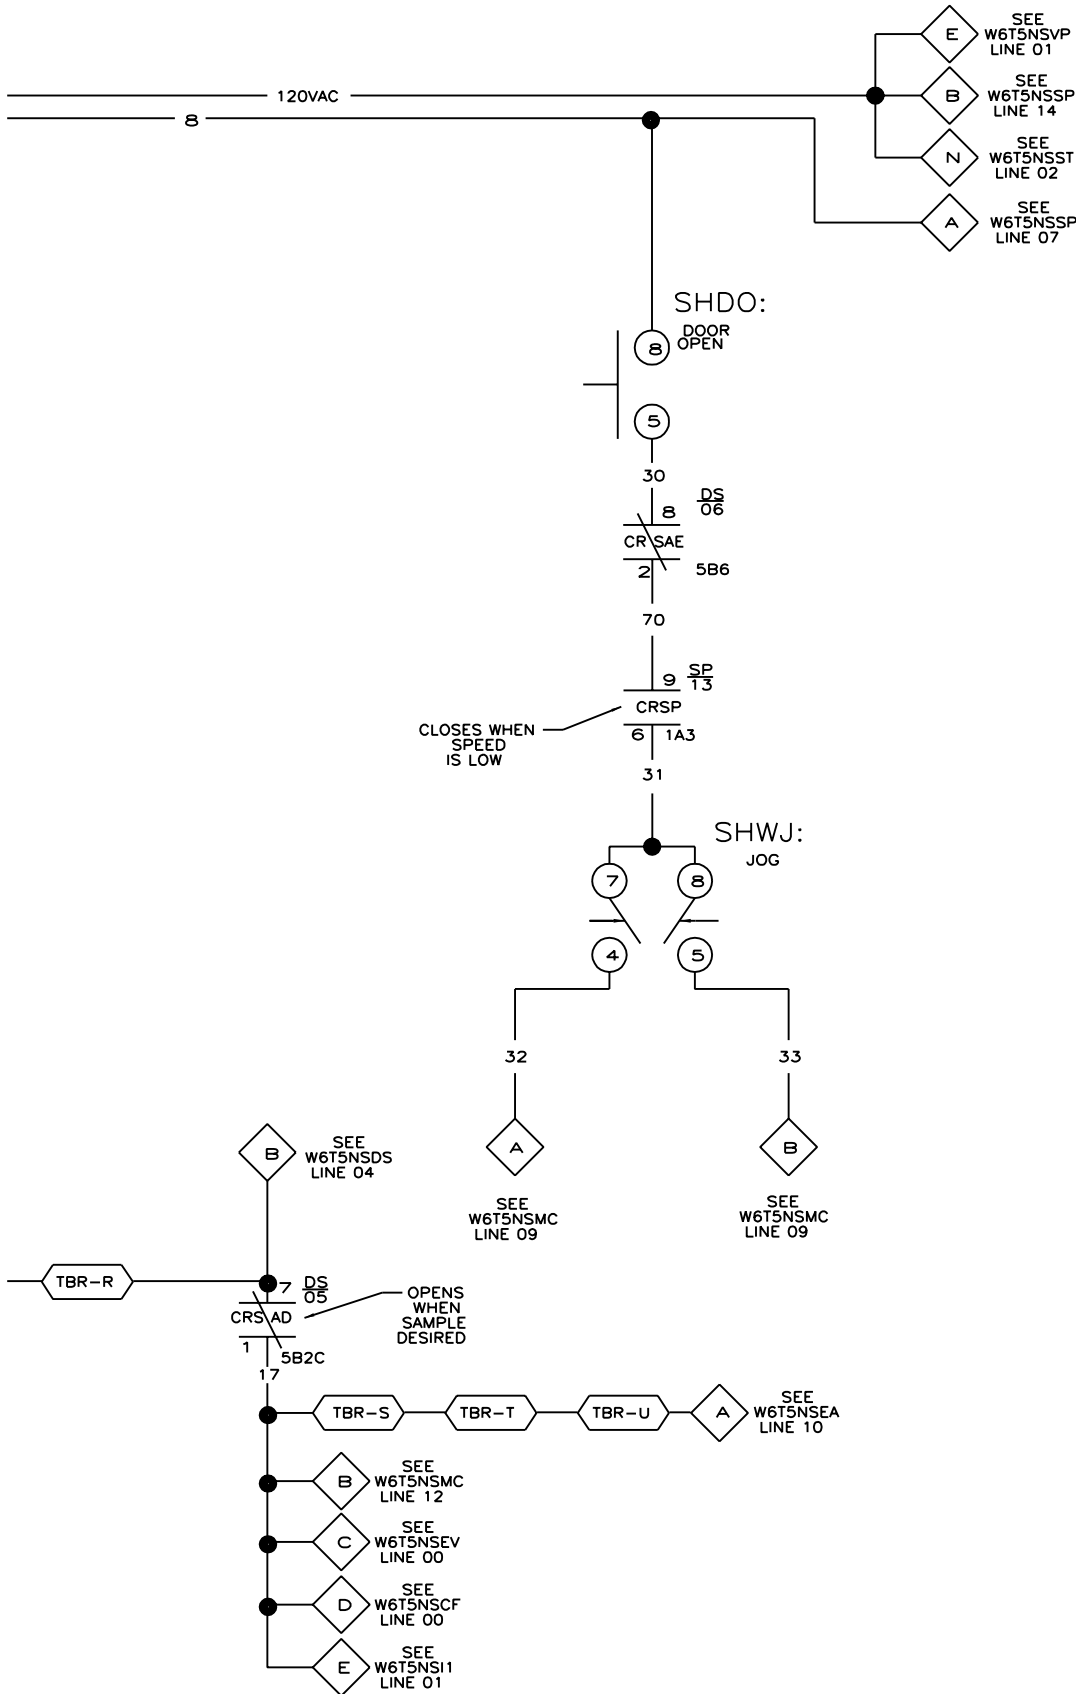 E
SEE
W6T5NSVP
LINE 01
120VAC
B
SEE
W6T5NSSP
LINE 14
8
N
SEE
W6T5NSST
LINE 02
A
SEE
W6T5NSSP
LINE 07
SHDO:
DOOR
OPEN
8
5
30
8
DS
06
CR SAE
2
5B6
70
9
SP
13
CRSP
CLOSES WHEN
SPEED
IS LOW
6
1A3
31
SHWJ:
JOG
7
8
4
5
32
33
A
SEE
W6T5NSMC
LINE 09
B
SEE
W6T5NSMC
LINE 09
B
SEE
W6T5NSDS
LINE 04
TBR-R
7
DS
05
CRS AD
OPENS
WHEN
SAMPLE
DESIRED
1
5B2C
17
TBR-S
TBR-T
TBR-U
A
SEE
W6T5NSEA
LINE 10
B
SEE
W6T5NSMC
LINE 12
C
SEE
W6T5NSEV
LINE 00
D
SEE
W6T5NSCF
LINE 00
E
SEE
W6T5NSI1
LINE 01